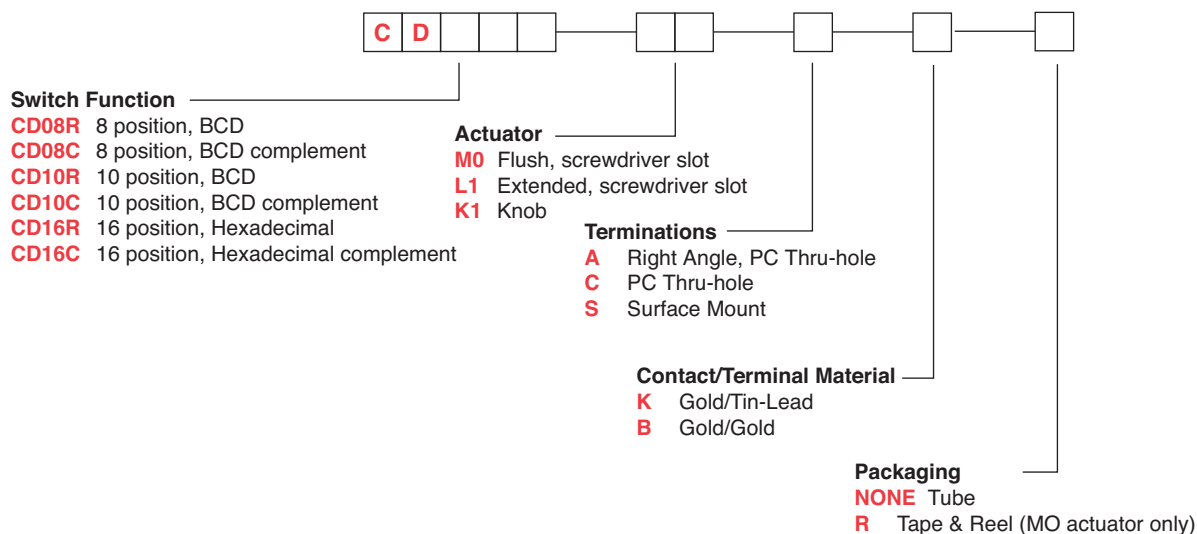 C D
Switch Function
CD08R 8 position, BCD
CD08C 8 position, BCD complement
CD10R 10 position, BCD
CD10C 10 position, BCD complement
CD16R 16 position, Hexadecimal
CD16C 16 position, Hexadecimal complement
Actuator
M0 Flush, screwdriver slot
L1 Extended, screwdriver slot
K1 Knob
Terminations
A Right Angle, PC Thru-hole
C PC Thru-hole
S Surface Mount
Contact/Terminal Material
K Gold/Tin-Lead
B Gold/Gold
Packaging
NONE Tube
R Tape & Reel (MO actuator only)